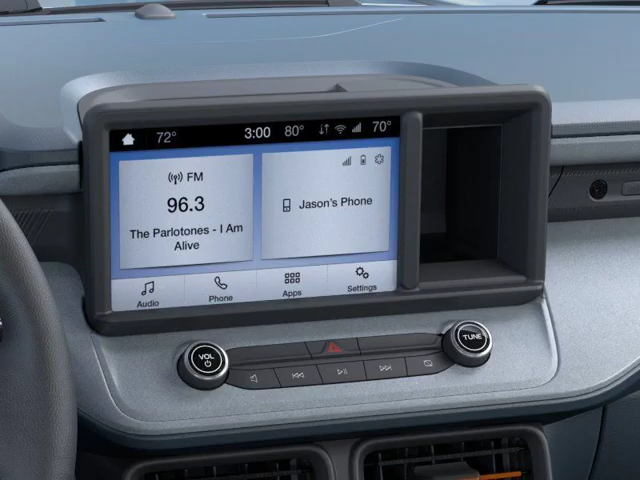 72° 3:00 80° 70°
FM
96.3
The Parlotones - I Am
Alive
Jason's Phone
Audio Phone Apps Settings
VOL
TUNE